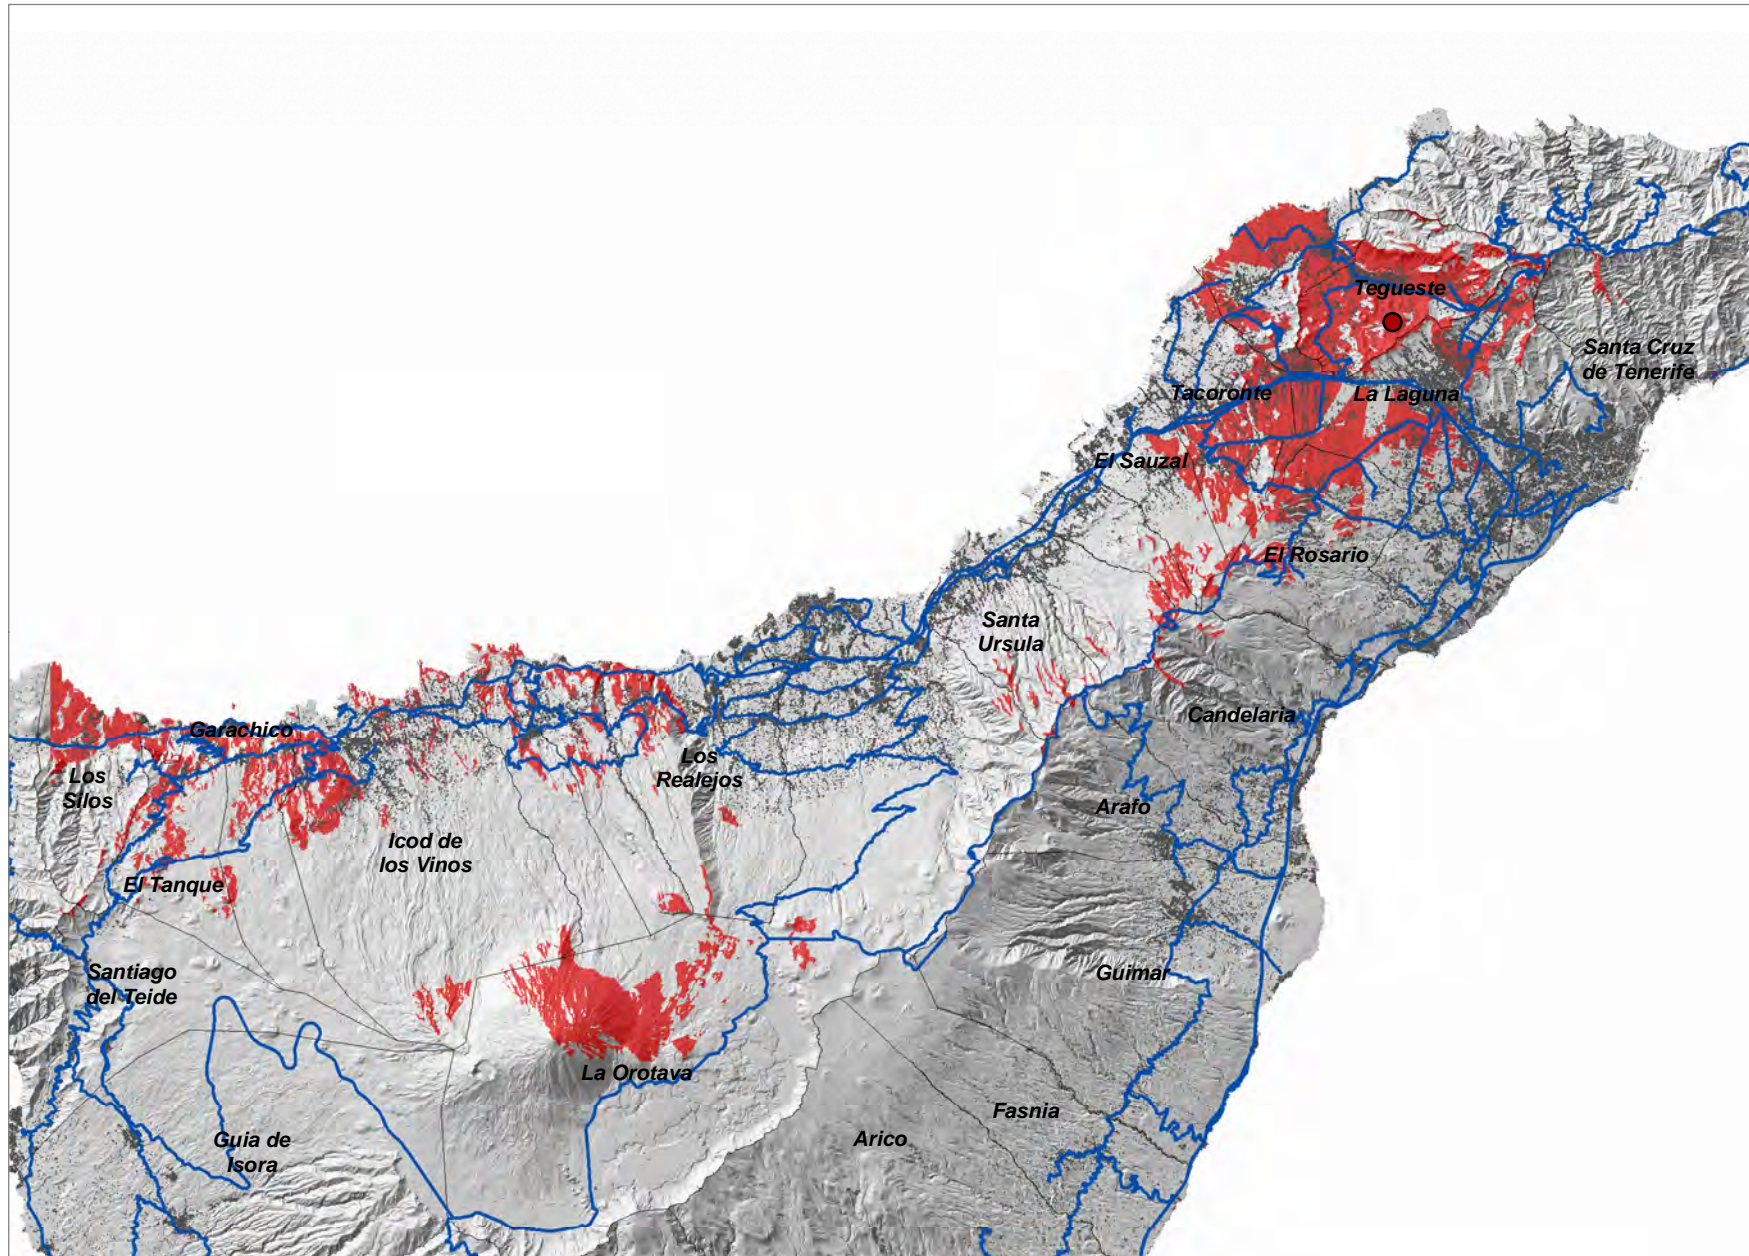 Tegueste
Santa Cruz
de Tenerife
Tacoronte
La Laguna
El Sauzal
El Rosario
Santa
Ursula
Candelaria
Garachico
Los
Silos
Los
Realejos
Arafo
Icod de
los Vinos
El Tanque
Santiago
del Teide
Guimar
La Orotava
Fasnia
Arico
Guia de
Isora